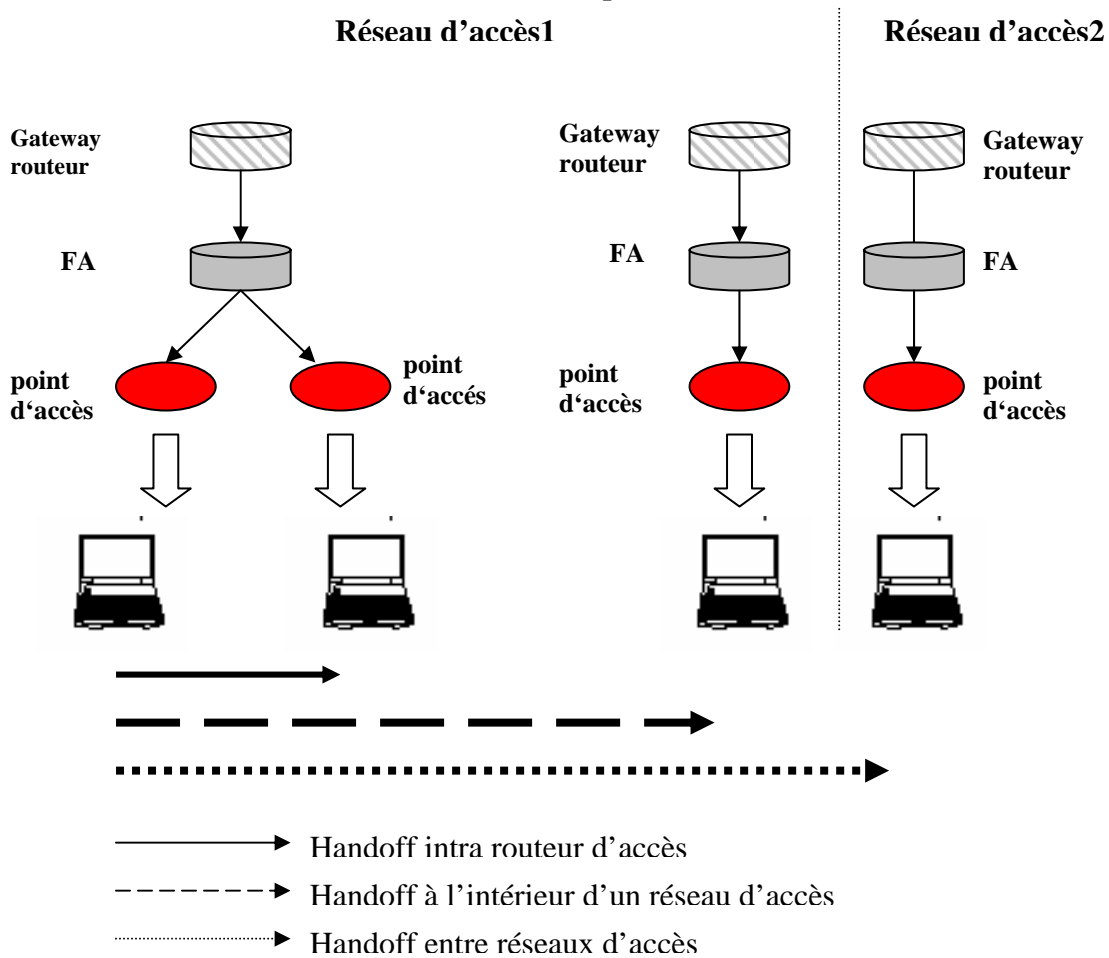 Réseau d'accès1
Réseau d'accès2
Gateway
routeur
Gateway
routeur
Gateway
routeur
FA
FA
FA
point
d‘accès
point
d‘accés
point
d‘accès
point
d‘accès
Handoff intra routeur d'accès
Handoff à l'intérieur d'un réseau d'accès
Handoff entre réseaux d'accès